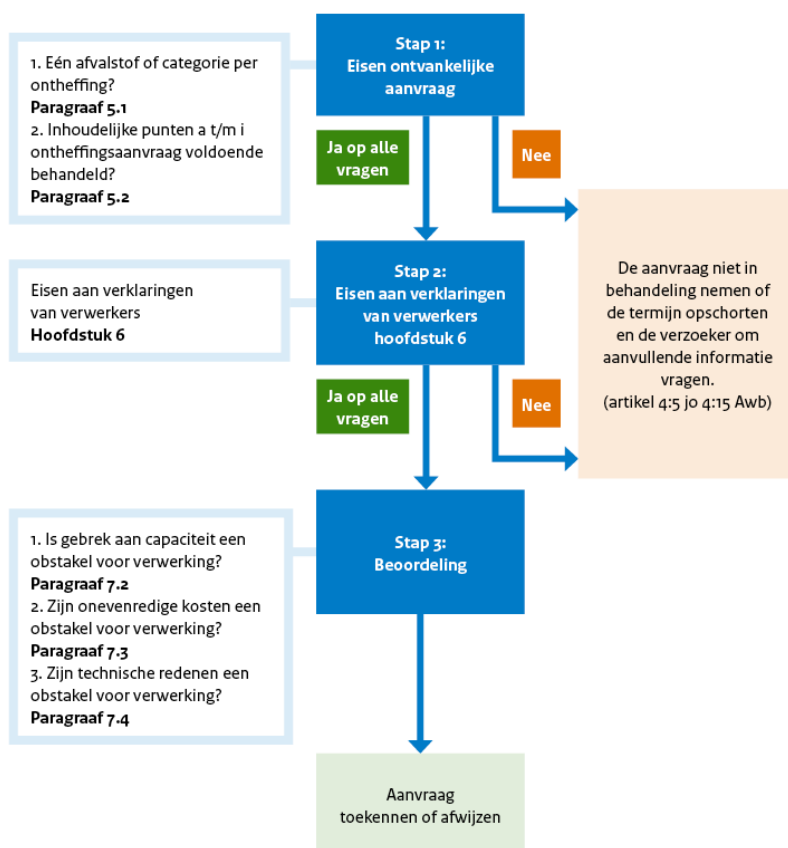 Stap 1:
Eisen ontvankelijke
aanvraag
1. Eén afvalstof of categorie per
ontheffing?
Paragraaf 5.1
2. Inhoudelijke punten a t/m i
ontheffingsaanvraag voldoende
behandeld?
Paragraaf 5.2
Ja op alle
vragen
Nee
Stap 2:
Eisen aan verklaringen
van verwerkers
hoofdstuk 6
Eisen aan verklaringen
van verwerkers
Hoofdstuk 6
De aanvraag niet in
behandeling nemen of
de termijn opschorten
en de verzoeker om
aanvullende informatie
vragen.
(artikel 4:5 jo 4:15 Awb)
Ja op alle
vragen
Nee
Stap 3:
Beoordeling
1. Is gebrek aan capaciteit een
obstakel voor verwerking?
Paragraaf 7.2
2. Zijn onevenredige kosten een
obstakel voor verwerking?
Paragraaf 7.3
3. Zijn technische redenen een
obstakel voor verwerking?
Paragraaf 7.4
Aanvraag
toekennen of afwijzen